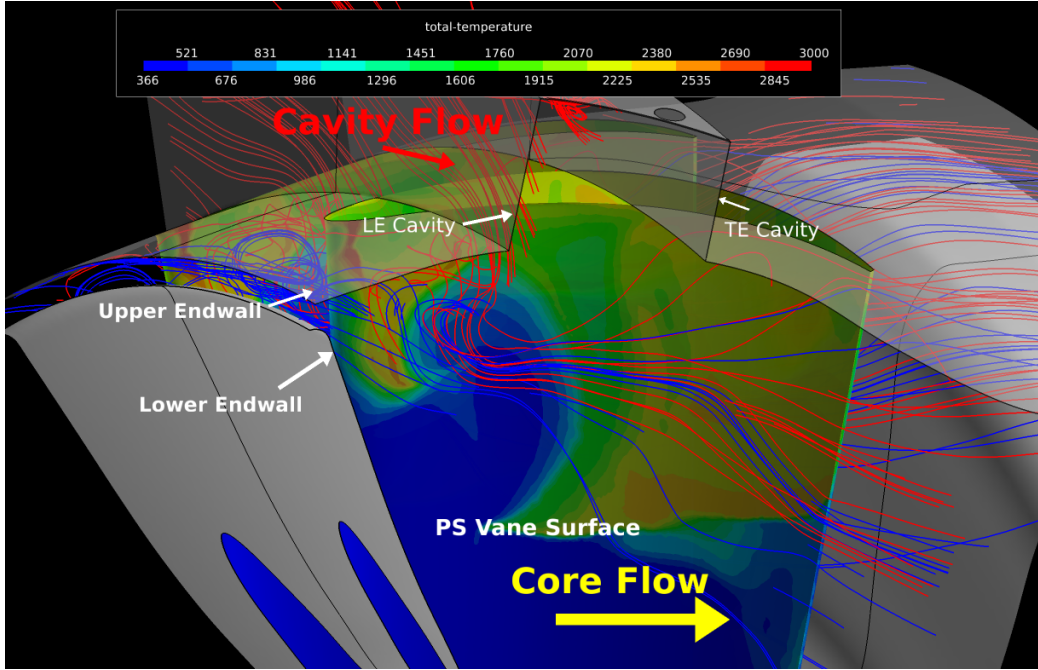 total-temperature
521 831 1141 1451 1760 2070 2380 2690 3000
366 676 986 1296 1606 1915 2225 2535 2845
Cavity Flow
LE Cavity
TE Cavity
Upper Endwall
Lower Endwall
PS Vane Surface
Core Flow